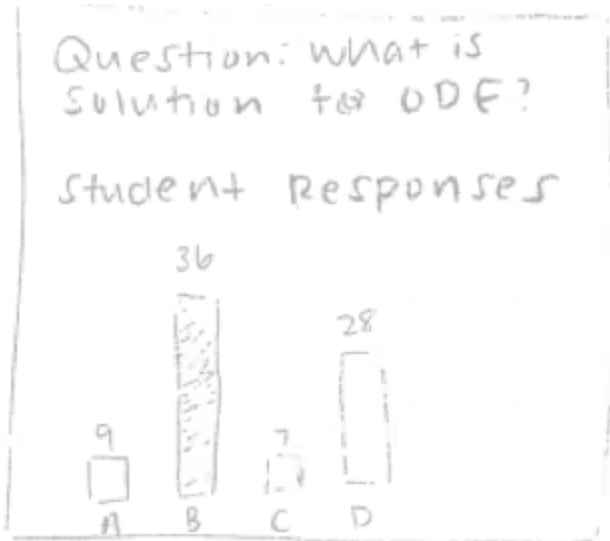 Question: what is
solution to ODE?
Student Responses
36
28
9
7
A B C D